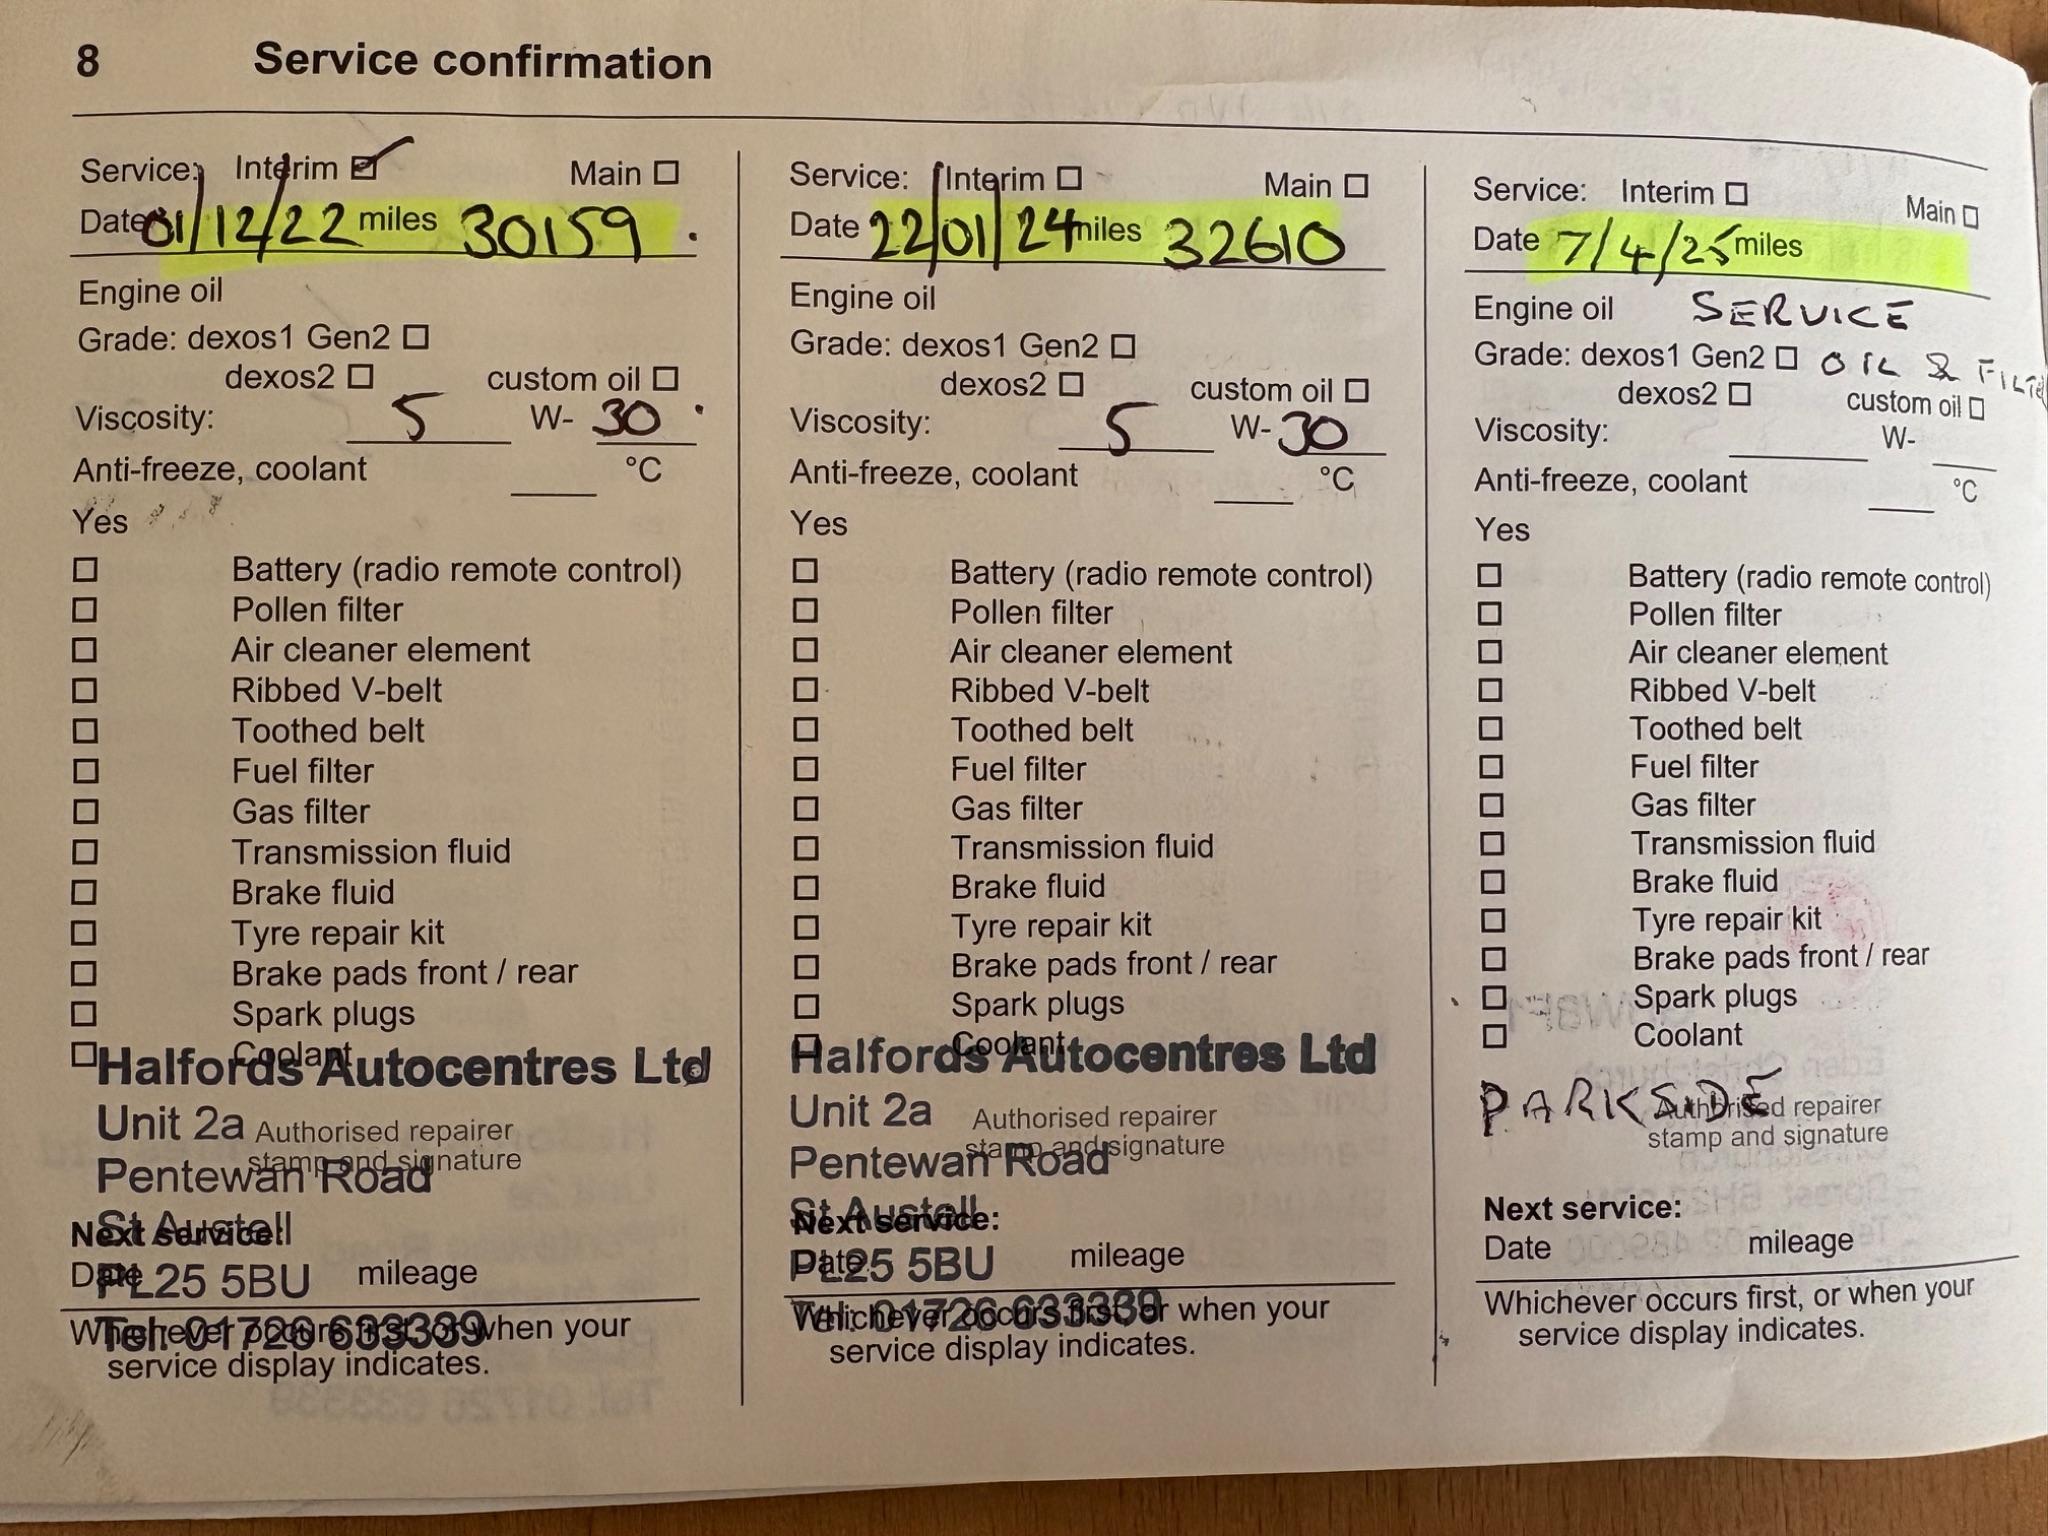 8 Service confirmation
Service: Interim Main
Date 01/12/22 miles 30159
Engine oil
Grade: dexos1 Gen2
dexos2 custom oil
Viscosity: 5 W- 30
Anti-freeze, coolant °C
Yes
Battery (radio remote control)
Pollen filter
Air cleaner element
Ribbed V-belt
Toothed belt
Fuel filter
Gas filter
Transmission fluid
Brake fluid
Tyre repair kit
Brake pads front / rear
Spark plugs
Coolant
Halfords Autocentres Ltd
Unit 2a
Authorised repairer
stamp and signature
Pentewan Road
St Austell
Next service:
PL25 5BU
Date mileage
Tel: 01726 633339
Whichever occurs first, or when your
service display indicates.
Service: Interim Main
Date 22/01/24 miles 32610
Engine oil
Grade: dexos1 Gen2
dexos2 custom oil
Viscosity: 5 W- 30
Anti-freeze, coolant °C
Yes
Battery (radio remote control)
Pollen filter
Air cleaner element
Ribbed V-belt
Toothed belt
Fuel filter
Gas filter
Transmission fluid
Brake fluid
Tyre repair kit
Brake pads front / rear
Spark plugs
Coolant
Halfords Autocentres Ltd
Unit 2a
Authorised repairer
stamp and signature
Pentewan Road
St Austell
Next service:
PL25 5BU
Date mileage
Tel: 01726 633339
Whichever occurs first, or when your
service display indicates.
Service: Interim Main
Date 7/4/25 miles
Engine oil SERVICE
Grade: dexos1 Gen2 OIL & FILTE
dexos2 custom oil
Viscosity: W-
Anti-freeze, coolant °C
Yes
Battery (radio remote control)
Pollen filter
Air cleaner element
Ribbed V-belt
Toothed belt
Fuel filter
Gas filter
Transmission fluid
Brake fluid
Tyre repair kit
Brake pads front / rear
Spark plugs
Coolant
PARKSIDE
Authorised repairer
stamp and signature
Next service:
Date mileage
Whichever occurs first, or when your
service display indicates.